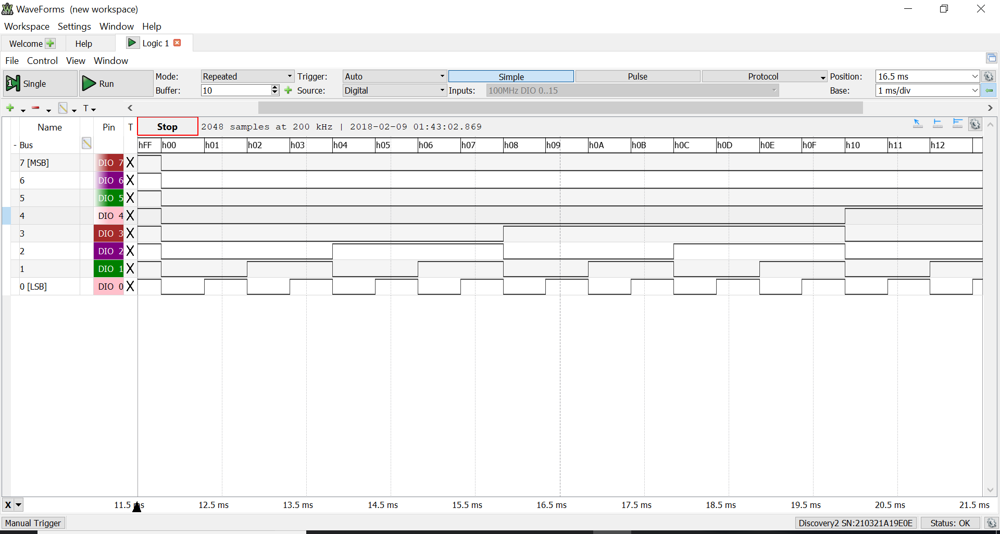 WaveForms (new workspace)
Workspace Settings Window Help
Welcome Help Logic 1
File Control View Window
Single Run Mode: Repeated Trigger: Auto Simple Pulse Protocol Position: 16.5 ms
Buffer: 10 Source: Digital Inputs: 100MHz DIO 0..15 Base: 1 ms/div
T
Name Pin T Stop 2048 samples at 200 kHz | 2018-02-09 01:43:02.869
- Bus hFF h00 h01 h02 h03 h04 h05 h06 h07 h08 h09 h0A h0B h0C h0D h0E h0F h10 h11 h12
7 [MSB] DIO 7 X
6 DIO 6 X
5 DIO 5 X
4 DIO 4 X
3 DIO 3 X
2 DIO 2 X
1 DIO 1 X
0 [LSB] DIO 0 X
X 11.5 ms 12.5 ms 13.5 ms 14.5 ms 15.5 ms 16.5 ms 17.5 ms 18.5 ms 19.5 ms 20.5 ms 21.5 ms
Manual Trigger Discovery2 SN:210321A19E0E Status: OK